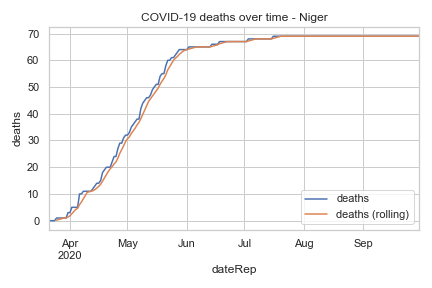 COVID-19 deaths over time - Niger
70
60
50
40
30
20
10
0
deaths
deaths
deaths (rolling)
Apr May Jun Jul Aug Sep
2020
dateRep